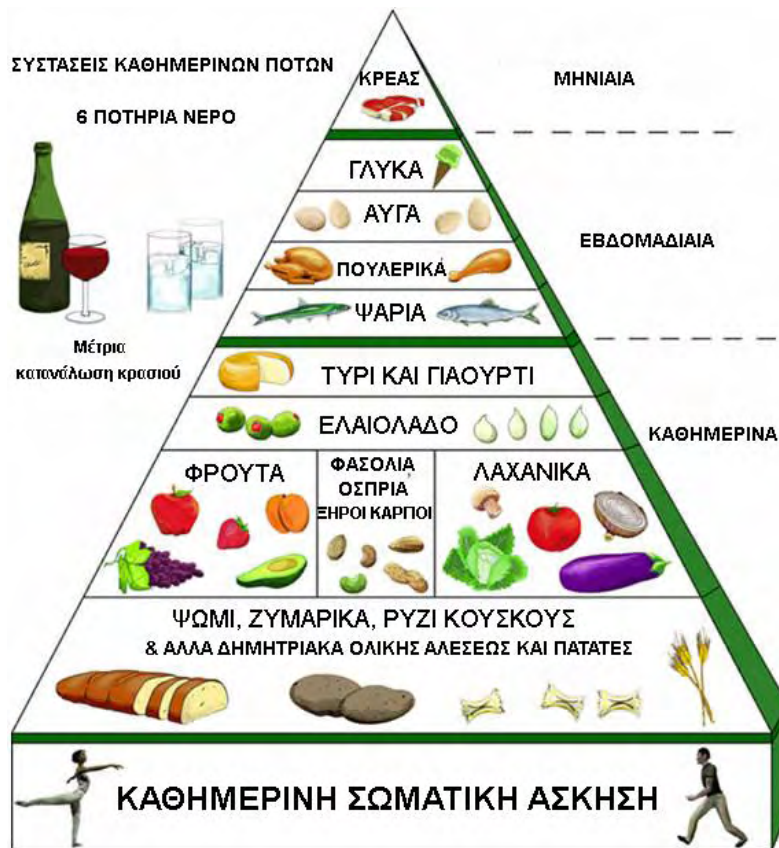 ΣΥΣΤΑΣΕΙΣ ΚΑΘΗΜΕΡΙΝΩΝ ΠΟΤΩΝ
6 ΠΟΤΗΡΙΑ ΝΕΡΟ
Μέτρια
κατανάλωση κρασιού
ΚΡΕΑΣ
ΜΗΝΙΑΙΑ
ΓΛΥΚΑ
ΑΥΓΑ
ΠΟΥΛΕΡΙΚΑ
ΨΑΡΙΑ
ΕΒΔΟΜΑΔΙΑΙΑ
ΤΥΡΙ ΚΑΙ ΓΙΑΟΥΡΤΙ
ΕΛΑΙΟΛΑΔΟ
ΚΑΘΗΜΕΡΙΝΑ
ΦΡΟΥΤΑ
ΦΑΣΟΛΙΑ,
ΟΣΠΡΙΑ,
ΞΗΡΟΙ ΚΑΡΠΟΙ
ΛΑΧΑΝΙΚΑ
ΨΩΜΙ, ΖΥΜΑΡΙΚΑ, ΡΥΖΙ ΚΟΥΣΚΟΥΣ
& ΑΛΛΑ ΔΗΜΗΤΡΙΑΚΑ ΟΛΙΚΗΣ ΑΛΕΣΕΩΣ ΚΑΙ ΠΑΤΑΤΕΣ
ΚΑΘΗΜΕΡΙΝΗ ΣΩΜΑΤΙΚΗ ΑΣΚΗΣΗ